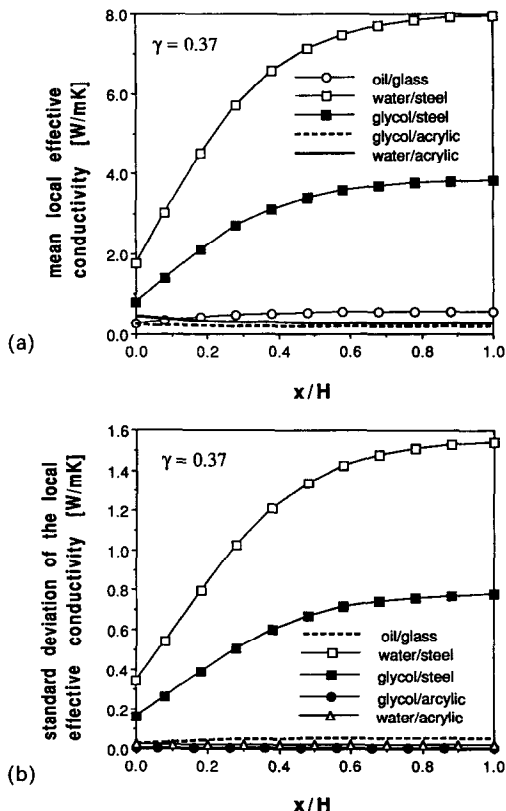 8.0
γ = 0.37
6.0
oil/glass
water/steel
glycol/steel
glycol/acrylic
water/acrylic
4.0
2.0
0.0
mean local effective
conductivity [W/mK]
0.0 0.2 0.4 0.6 0.8 1.0
(a)
x/H
1.6
γ = 0.37
1.4
1.2
1.0
0.8
0.6
oil/glass
water/steel
glycol/steel
glycol/arcylic
water/acrylic
0.4
0.2
0.0
standard deviation of the local
effective conductivity [W/mK]
0.0 0.2 0.4 0.6 0.8 1.0
(b)
x/H